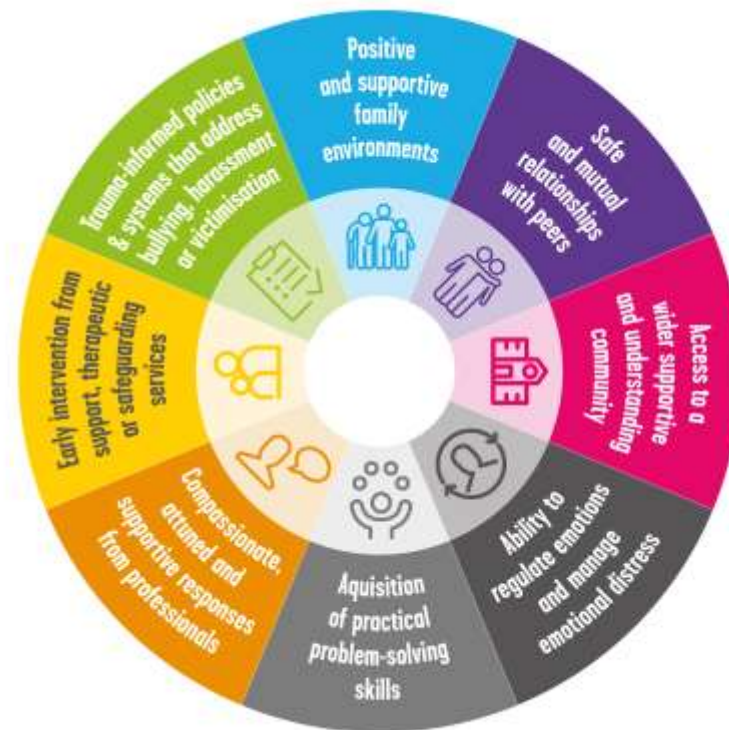 Positive
and supportive
family
environments
Safe
and mutual
relationships
with peers
Access to a
wider supportive
and understanding
community
Ability to
regulate emotions
and manage
emotional distress
Aquisition
of practical
problem-solving
skills
Compassionate,
attuned and
supportive responses
from professionals
Early intervention from
support, therapeutic
or safeguarding
services
Trauma-informed policies
& systems that address
bullying, harassment
or victimisation